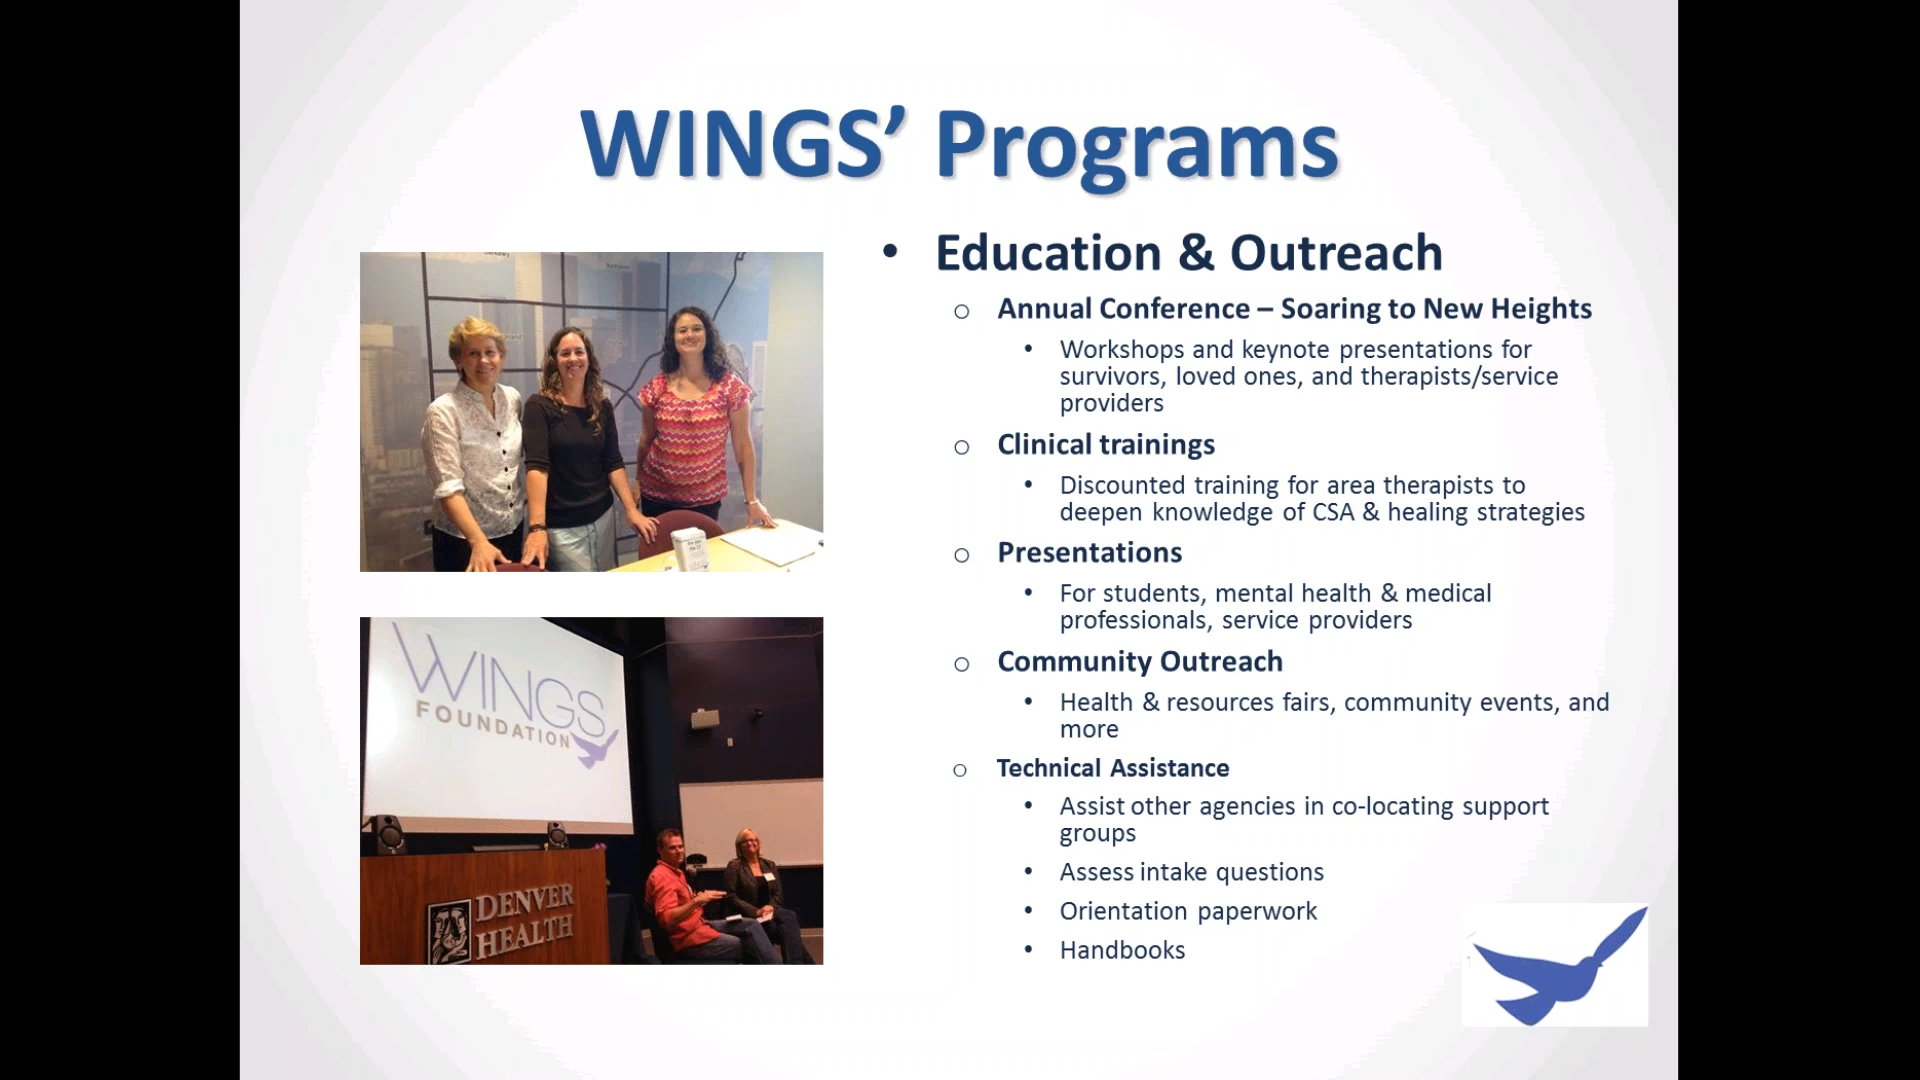 WINGS’ Programs
• Education & Outreach
o Annual Conference – Soaring to New Heights
• Workshops and keynote presentations for
survivors, loved ones, and therapists/service
providers
o Clinical trainings
• Discounted training for area therapists to
deepen knowledge of CSA & healing strategies
o Presentations
• For students, mental health & medical
professionals, service providers
o Community Outreach
• Health & resources fairs, community events, and
more
o Technical Assistance
• Assist other agencies in co-locating support
groups
• Assess intake questions
• Orientation paperwork
• Handbooks
WINGS
FOUNDATION
DENVER
HEALTH